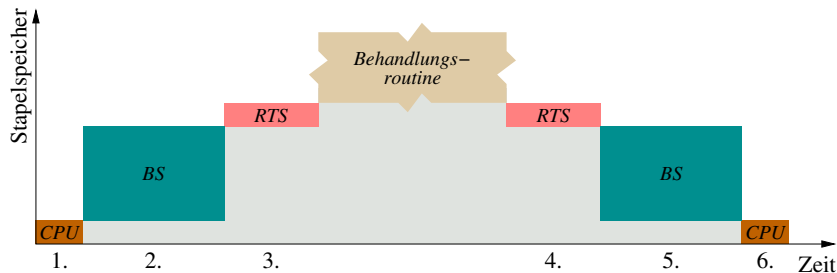 Stapelspeicher
Behandlungs–
routine
RTS
RTS
BS
BS
CPU
CPU
1.
2.
3.
4.
5.
6.
Zeit